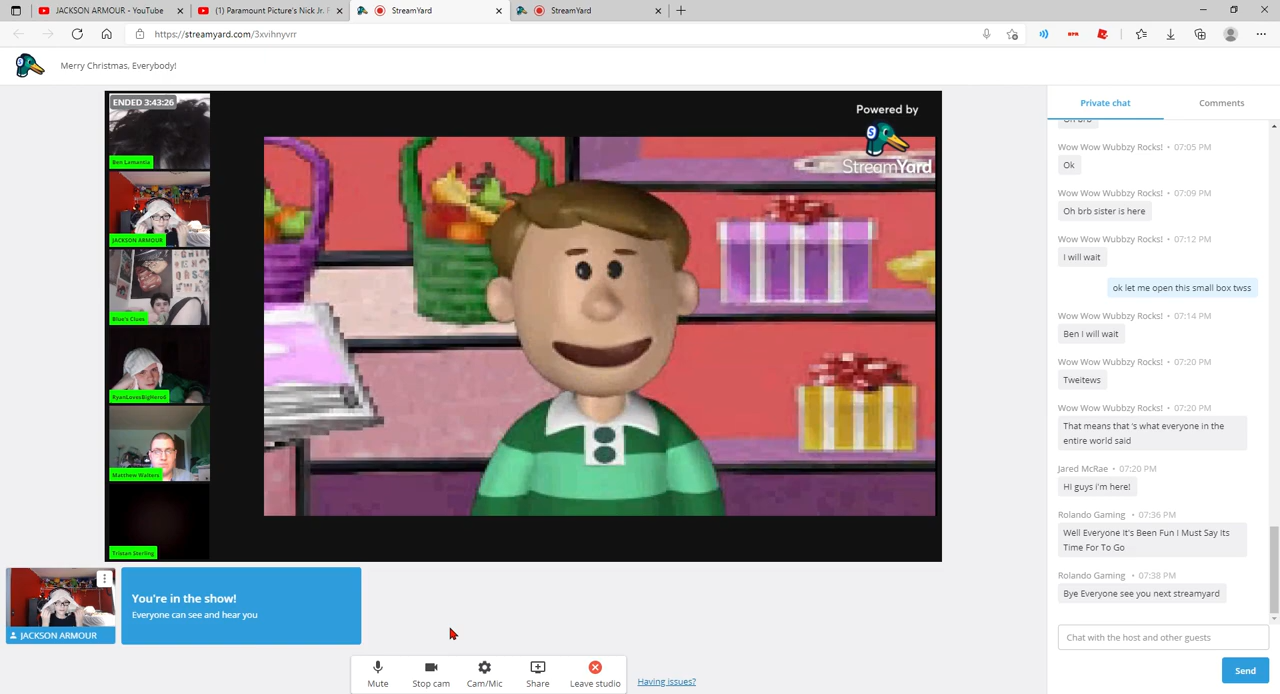 JACKSON ARMOUR - YouTube
(1) Paramount Picture's Nick Jr. F
StreamYard
StreamYard
https://streamyard.com/3xvihnyvrr
Merry Christmas, Everybody!
ENDED 3:43:26
Ben Lamantia
JACKSON ARMOUR
Blue's Clues
RyanLovesBigHero6
Matthew Walters
Tristan Sterling
Powered by
StreamYard
JACKSON ARMOUR
You're in the show!
Everyone can see and hear you
Mute
Stop cam
Cam/Mic
Share
Leave studio
Having issues?
Private chat
Comments
Wow Wow Wubbzy Rocks! • 07:05 PM
Ok
Wow Wow Wubbzy Rocks! • 07:09 PM
Oh brb sister is here
Wow Wow Wubbzy Rocks! • 07:12 PM
I will wait
ok let me open this small box twss
Wow Wow Wubbzy Rocks! • 07:14 PM
Ben I will wait
Wow Wow Wubbzy Rocks! • 07:20 PM
Tweitews
Wow Wow Wubbzy Rocks! • 07:20 PM
That means that 's what everyone in the
entire world said
Jared McRae • 07:20 PM
HI guys i'm here!
Rolando Gaming • 07:36 PM
Well Everyone It's Been Fun I Must Say Its
Time For To Go
Rolando Gaming • 07:38 PM
Bye Everyone see you next streamyard
Chat with the host and other guests
Send